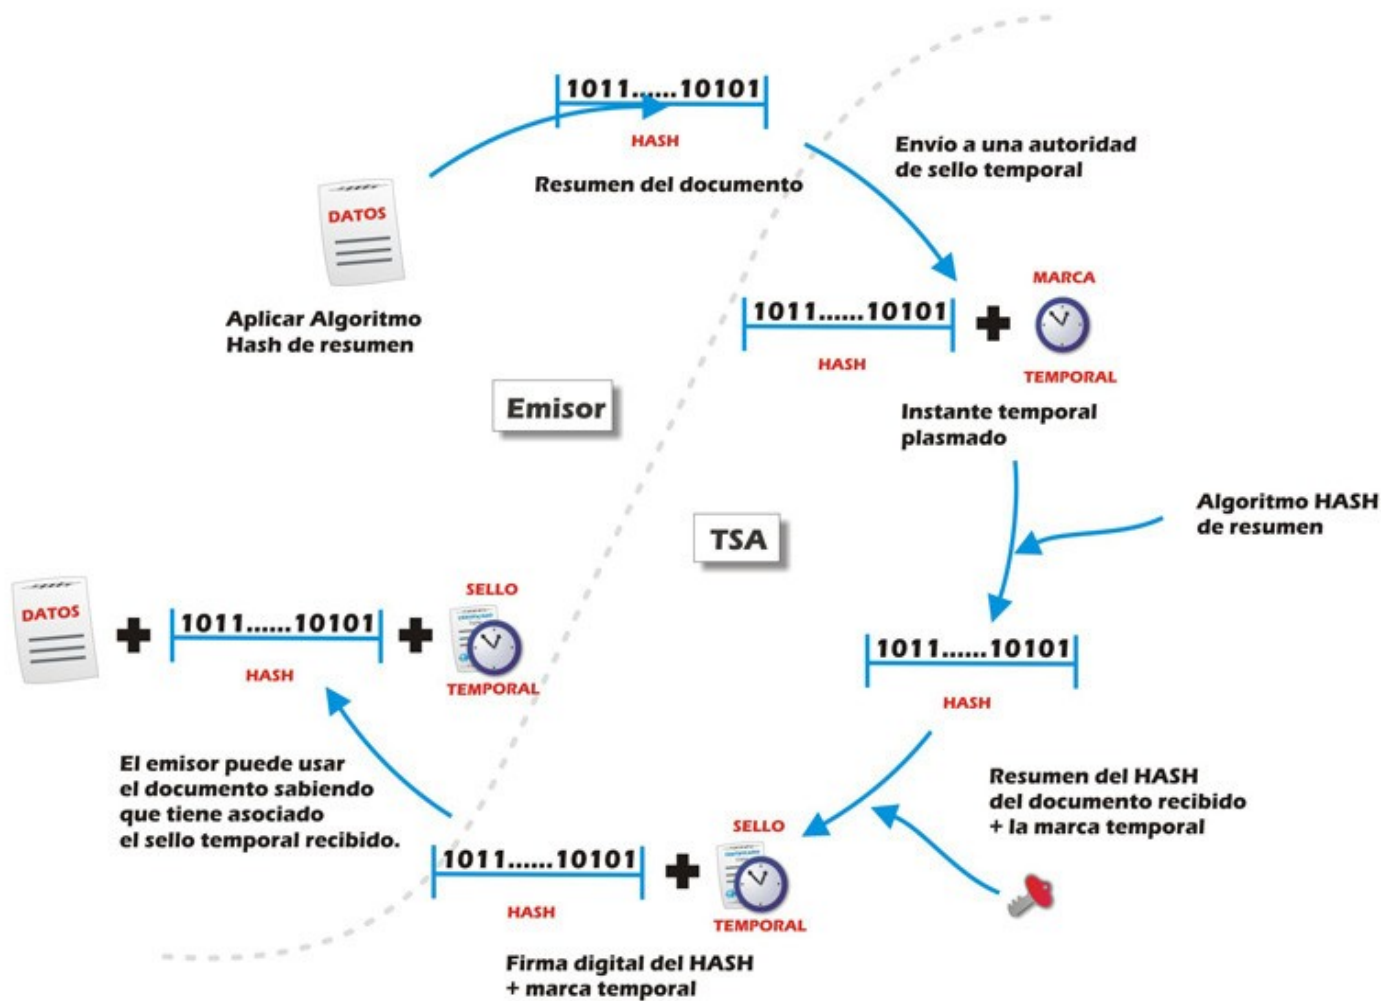 1011......10101
HASH
Resumen del documento
Envío a una autoridad
de sello temporal
DATOS
Aplicar Algoritmo
Hash de resumen
MARCA
1011......10101
HASH
TEMPORAL
Instante temporal
plasmado
Emisor
TSA
Algoritmo HASH
de resumen
DATOS
1011......10101
HASH
SELLO
TEMPORAL
1011......10101
HASH
El emisor puede usar
el documento sabiendo
que tiene asociado
el sello temporal recibido.
Resumen del HASH
del documento recibido
+ la marca temporal
1011......10101
HASH
SELLO
TEMPORAL
Firma digital del HASH
+ marca temporal